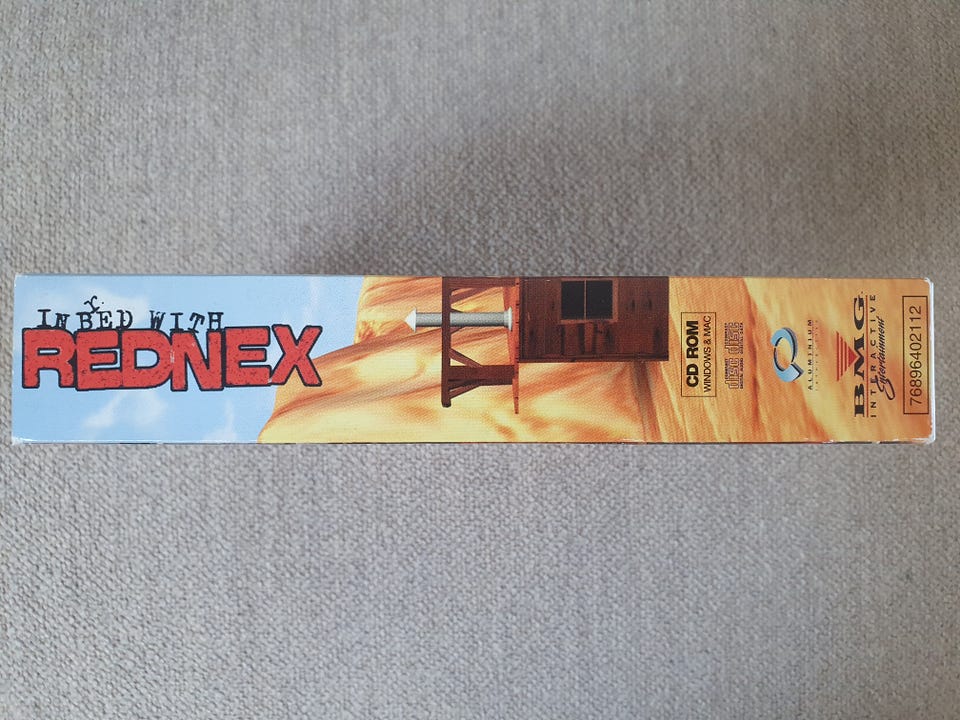 r
IN BED WITH
REDNEX
CD ROM
WINDOWS & MAC
ALUMINIUM
BMG
INTERACTIVE
Entertainment
76896402112